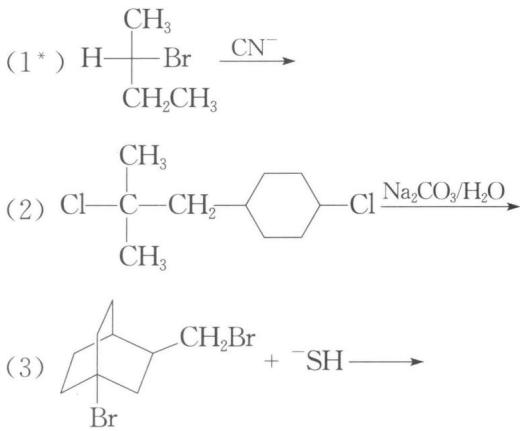 CH₃
(1*) H Br CN⁻
CH₂CH₃
CH₃
(2) Cl—C—CH₂ Cl Na₂CO₃/H₂O
CH₃
CH₂Br
(3) + ⁻SH
Br